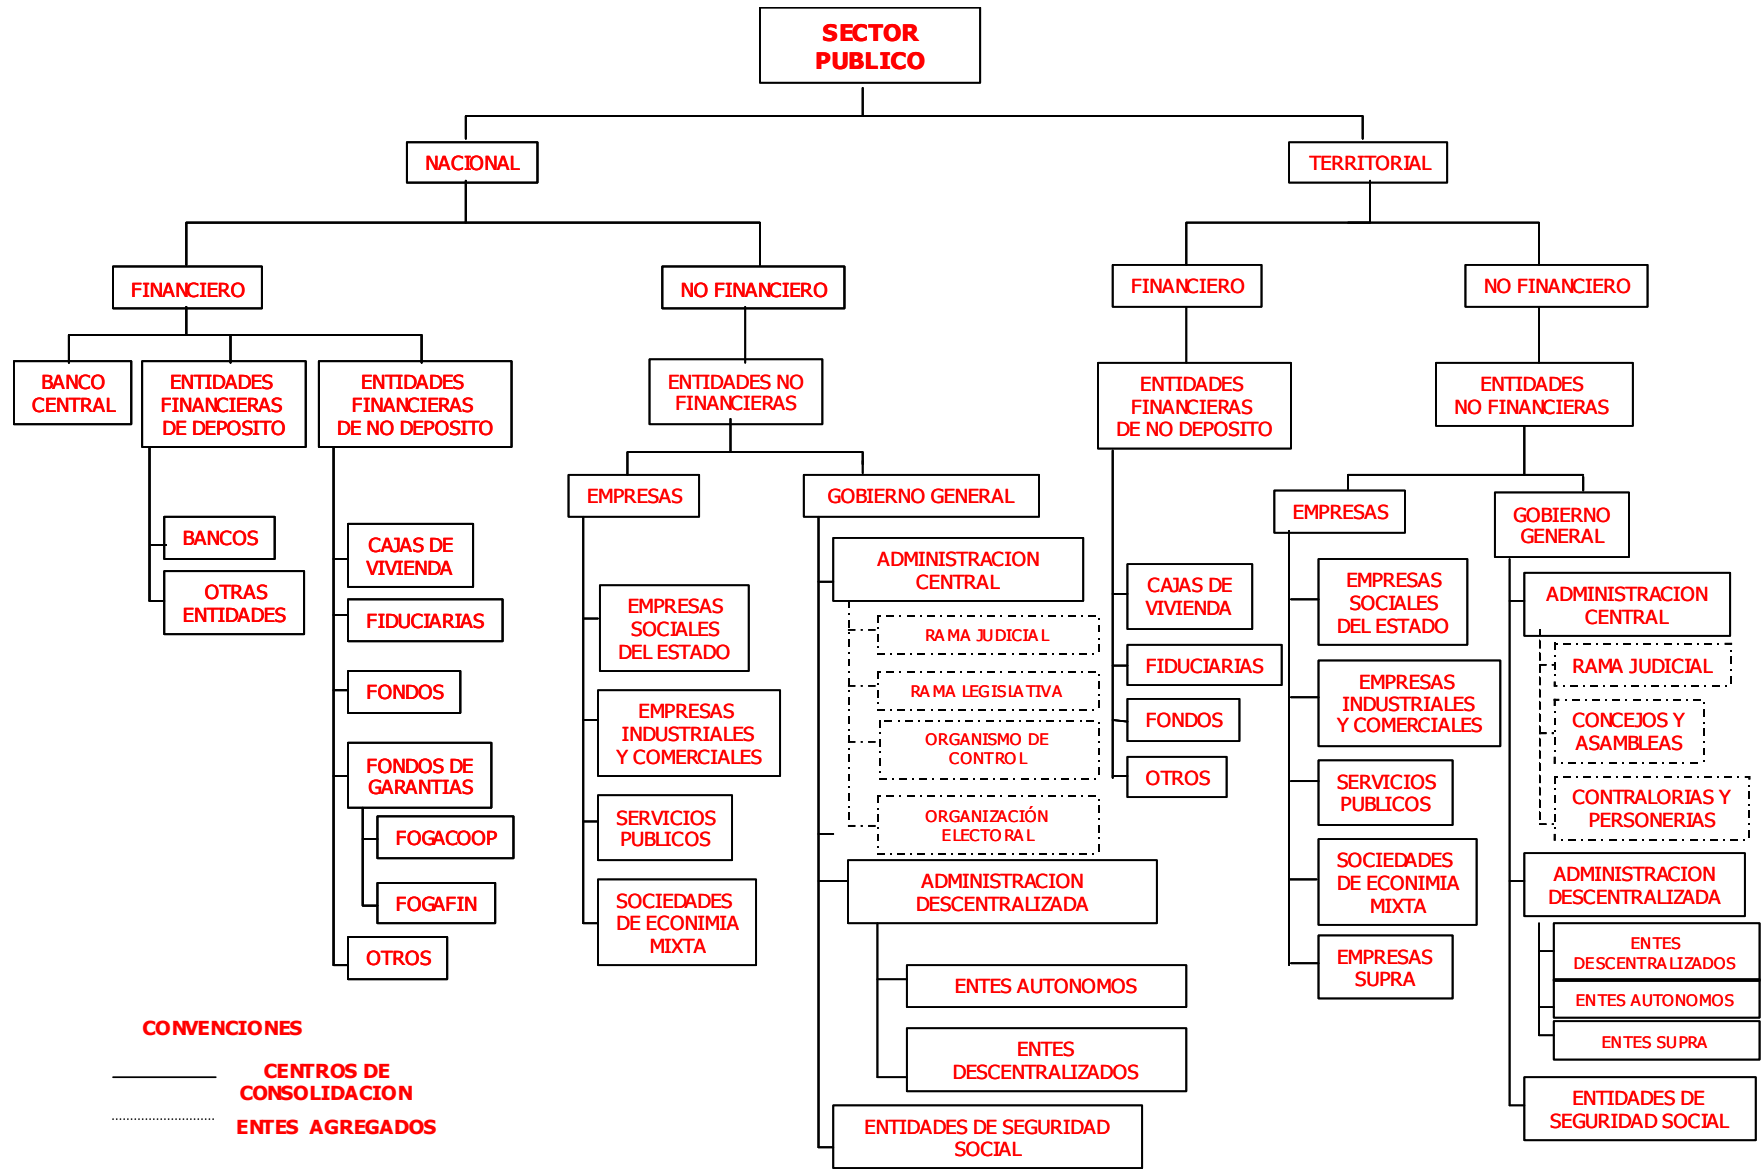 SECTOR
PUBLICO
NACIONAL
TERRITORIAL
FINANCIERO
NO FINANCIERO
FINANCIERO
NO FINANCIERO
BANCO
CENTRAL
ENTIDADES
FINANCIERAS
DE DEPOSITO
ENTIDADES
FINANCIERAS
DE NO DEPOSITO
ENTIDADES NO
FINANCIERAS
ENTIDADES
FINANCIERAS
DE NO DEPOSITO
ENTIDADES
NO FINANCIERAS
BANCOS
OTRAS
ENTIDADES
CAJAS DE
VIVIENDA
FIDUCIARIAS
FONDOS
FONDOS DE
GARANTIAS
FOGACOOP
FOGAFIN
OTROS
EMPRESAS
EMPRESAS
SOCIALES
DEL ESTADO
EMPRESAS
INDUSTRIALES
Y COMERCIALES
SERVICIOS
PUBLICOS
SOCIEDADES
DE ECONIMIA
MIXTA
GOBIERNO GENERAL
ADMINISTRACION
CENTRAL
RAMA JUDICIAL
RAMA LEGISLATIVA
ORGANISMO DE
CONTROL
ORGANIZACIÓN
ELECTORAL
ADMINISTRACION
DESCENTRALIZADA
ENTES AUTONOMOS
ENTES
DESCENTRALIZADOS
ENTIDADES DE SEGURIDAD
SOCIAL
CAJAS DE
VIVIENDA
FIDUCIARIAS
FONDOS
OTROS
EMPRESAS
EMPRESAS
SOCIALES
DEL ESTADO
EMPRESAS
INDUSTRIALES
Y COMERCIALES
SERVICIOS
PUBLICOS
SOCIEDADES
DE ECONIMIA
MIXTA
EMPRESAS
SUPRA
GOBIERNO
GENERAL
ADMINISTRACION
CENTRAL
RAMA JUDICIAL
CONCEJOS Y
ASAMBLEAS
CONTRALORIAS Y
PERSONERIAS
ADMINISTRACION
DESCENTRALIZADA
ENTES
DESCENTRALIZADOS
ENTES AUTONOMOS
ENTES SUPRA
ENTIDADES DE
SEGURIDAD SOCIAL
CONVENCIONES
CENTROS DE
CONSOLIDACION
ENTES AGREGADOS